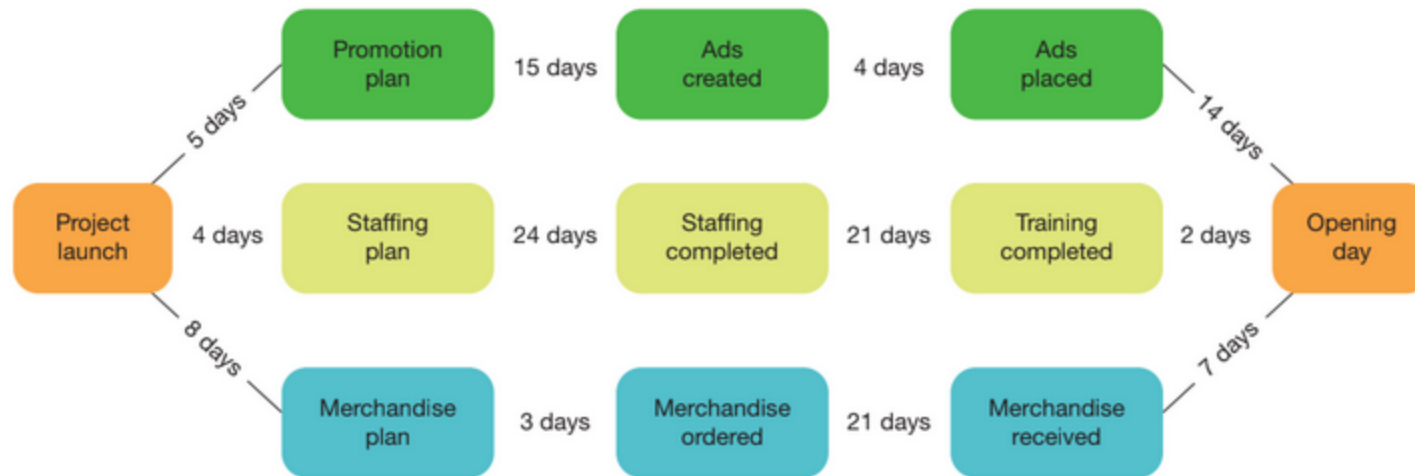 Promotion
plan
15 days
Ads
created
4 days
Ads
placed
5 days
14 days
Project
launch
4 days
Staffing
plan
24 days
Staffing
completed
21 days
Training
completed
2 days
Opening
day
8 days
7 days
Merchandise
plan
3 days
Merchandise
ordered
21 days
Merchandise
received